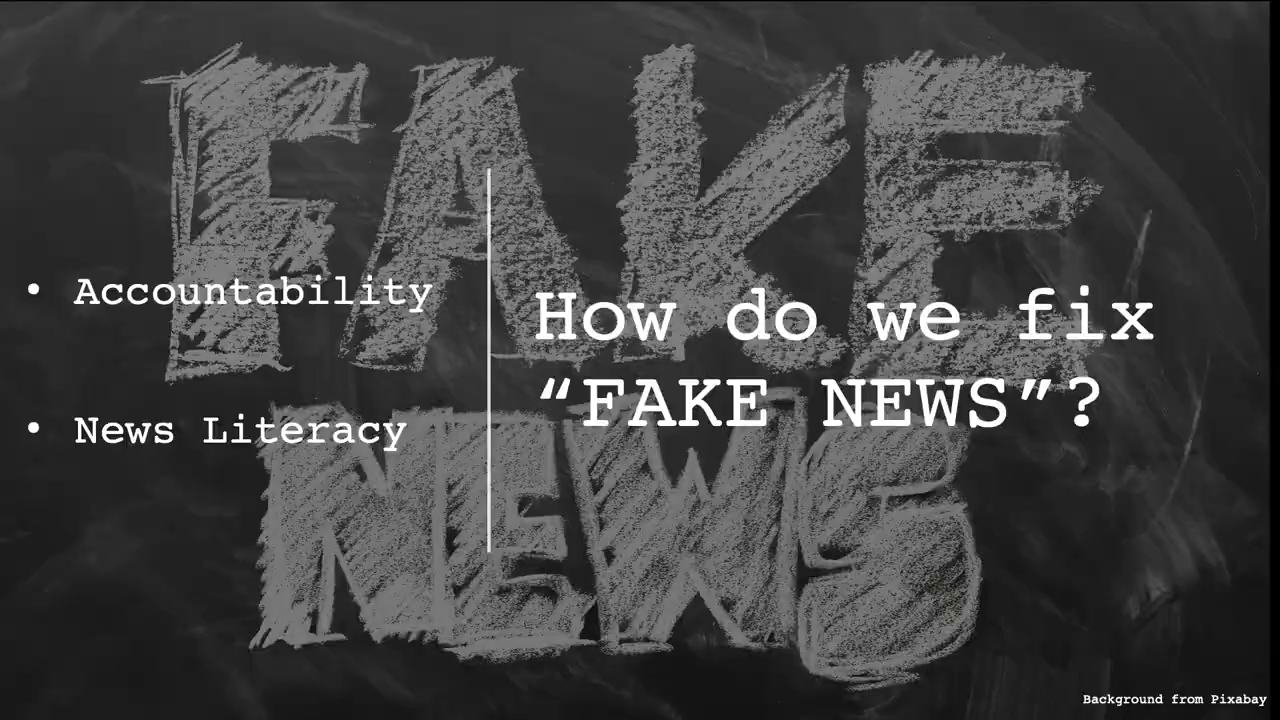 FAKE
NEWS
• Accountability
• News Literacy
How do we fix
“FAKE NEWS”?
Background from Pixabay